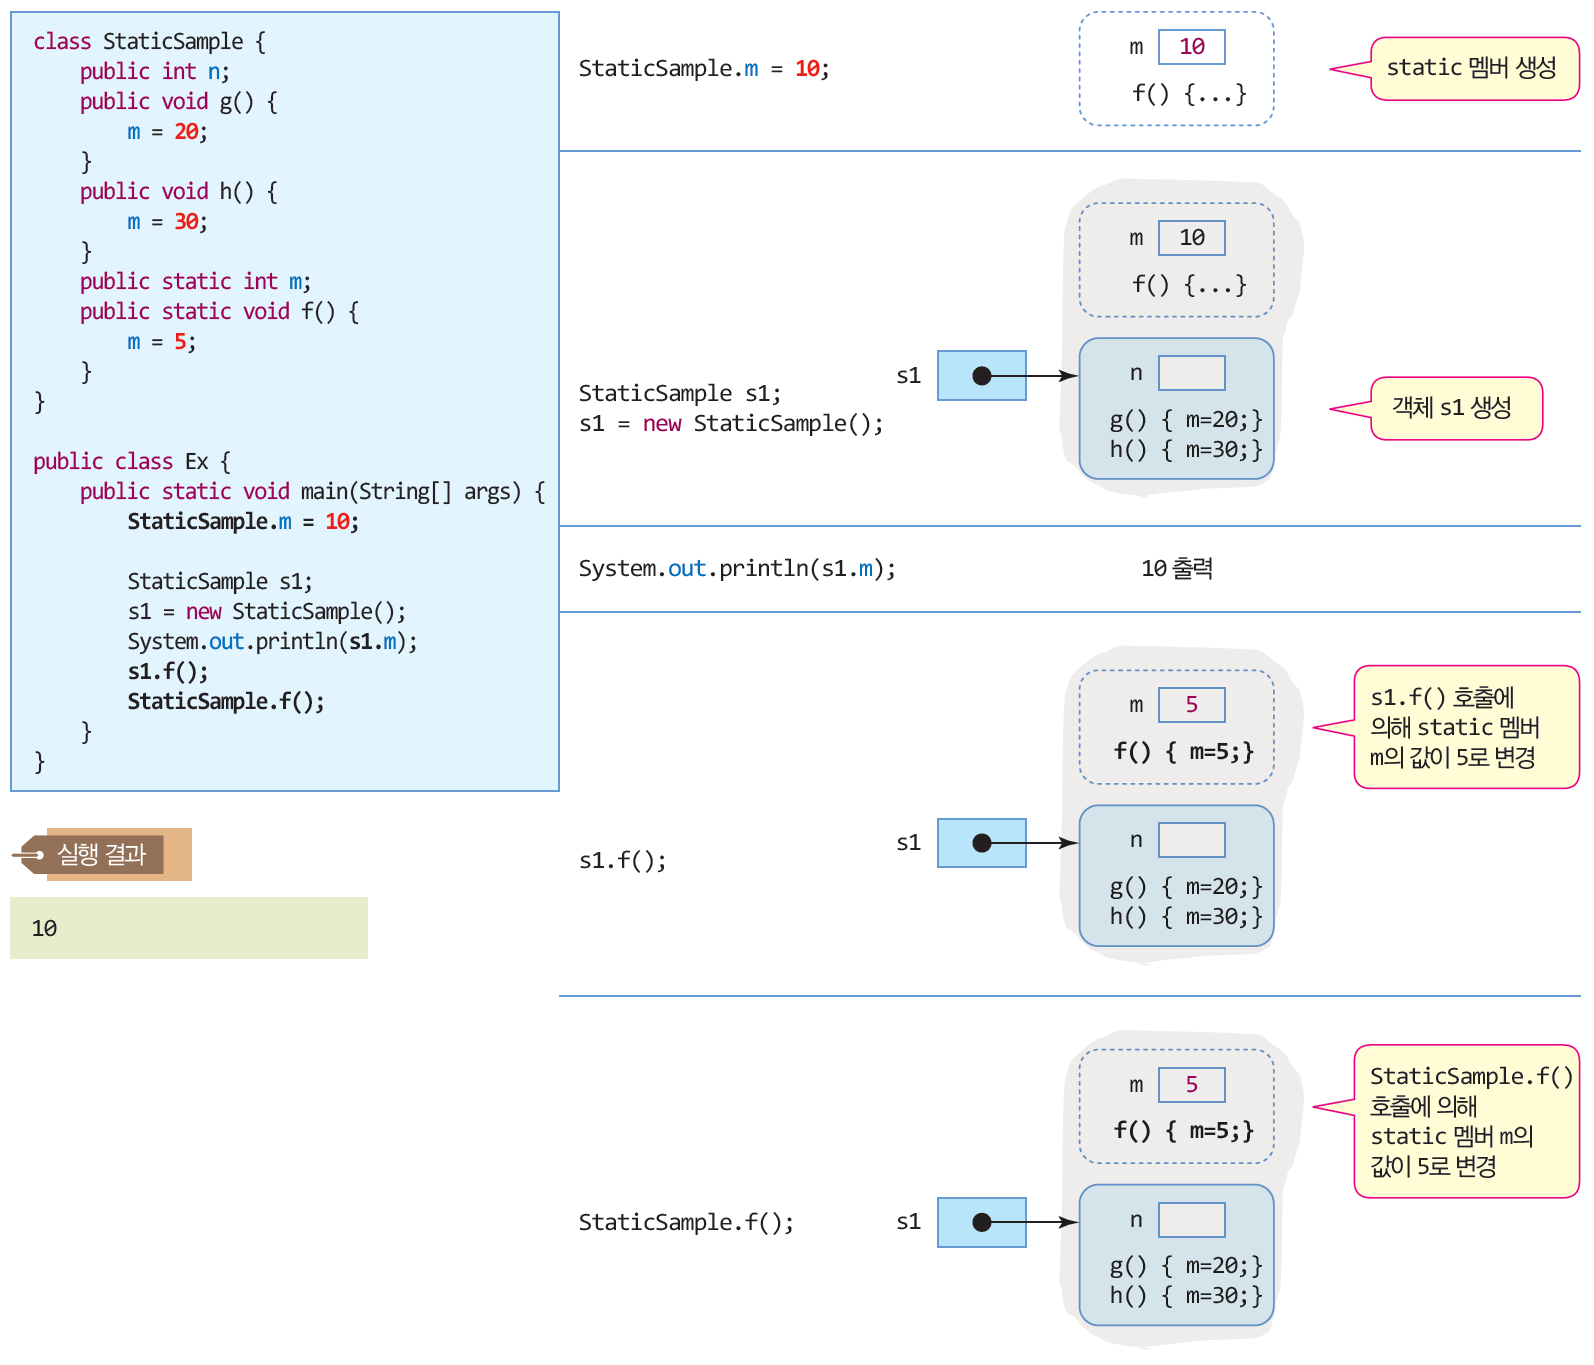 class StaticSample {
public int n;
public void g() {
m = 20;
}
public void h() {
m = 30;
}
public static int m;
public static void f() {
m = 5;
}
}
public class Ex {
public static void main(String[] args) {
StaticSample.m = 10;
StaticSample s1;
s1 = new StaticSample();
System.out.println(s1.m);
s1.f();
StaticSample.f();
}
}
실행 결과
10
StaticSample.m = 10;
m 10
f() {...}
static 멤버 생성
m 10
f() {...}
StaticSample s1;
s1 = new StaticSample();
s1
n
g() { m=20;}
h() { m=30;}
객체 s1 생성
System.out.println(s1.m);
10 출력
m 5
f() { m=5;}
s1.f();
s1
n
g() { m=20;}
h() { m=30;}
s1.f() 호출에
의해 static 멤버
m의 값이 5로 변경
m 5
f() { m=5;}
StaticSample.f();
s1
n
g() { m=20;}
h() { m=30;}
StaticSample.f()
호출에 의해
static 멤버 m의
값이 5로 변경